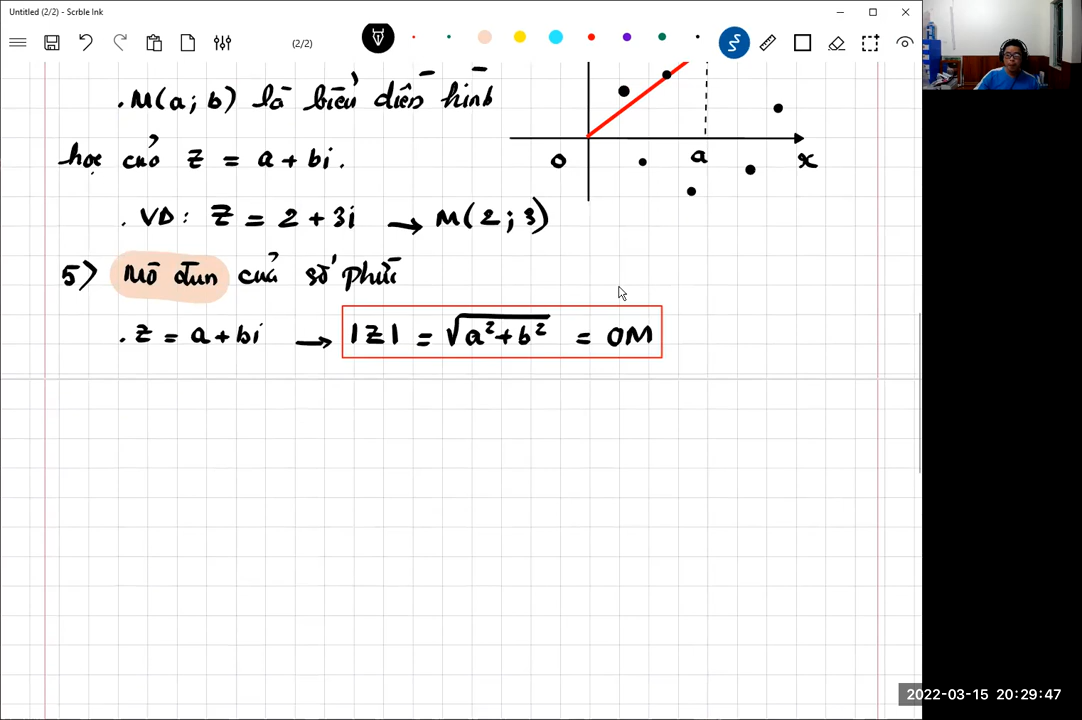 Untitled (2/2) - Scrble Ink
(2/2)
. M(a; b) là biểu diễn hình
học của z = a + bi.
O a x
. VD: z = 2 + 3i → M(2; 3)
5) Mô đun của số phức
. z = a + bi → |z| = √a²+b² = OM
2022-03-15 20:29:47